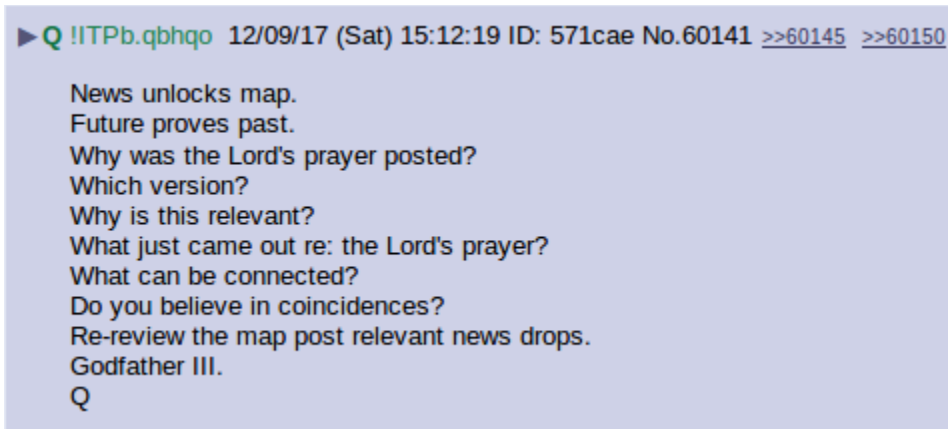 ▶ Q !ITPb.qbhqo 12/09/17 (Sat) 15:12:19 ID: 571cae No.60141 >>60145 >>60150
News unlocks map.
Future proves past.
Why was the Lord's prayer posted?
Which version?
Why is this relevant?
What just came out re: the Lord's prayer?
What can be connected?
Do you believe in coincidences?
Re-review the map post relevant news drops.
Godfather III.
Q